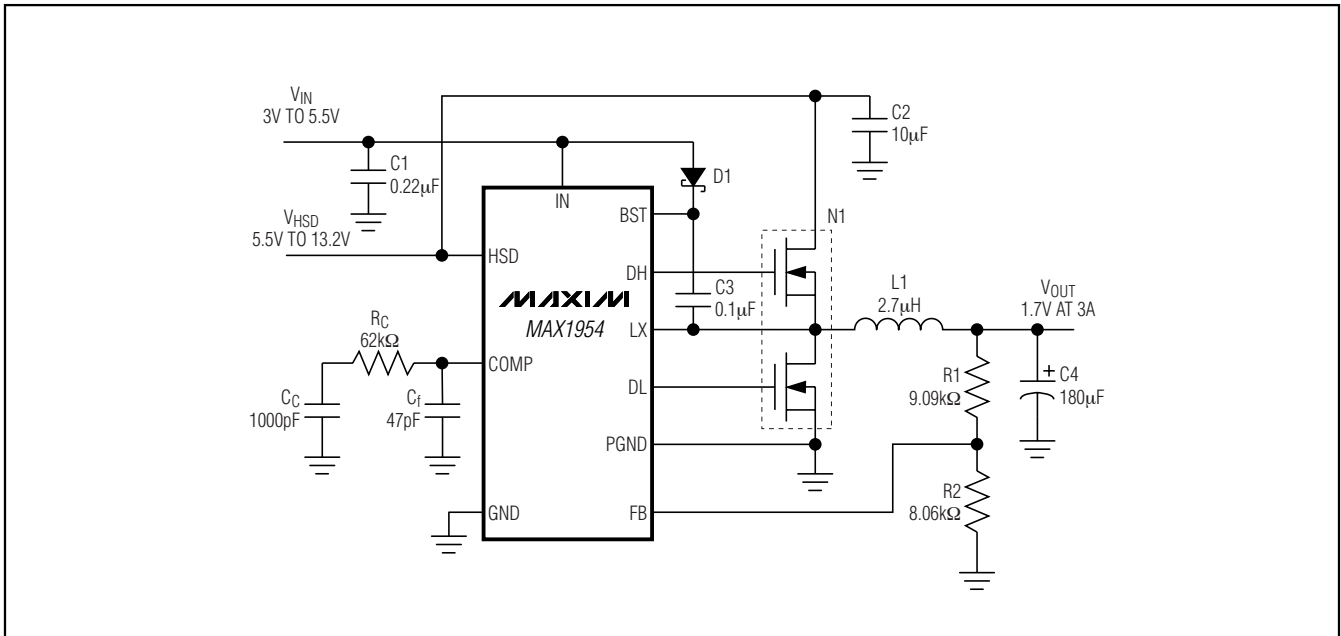 VIN
3V TO 5.5V
C1
0.22μF
C2
10μF
D1
VHSD
5.5V TO 13.2V
IN
BST
N1
HSD
DH
C3
0.1μF
MAXIM
MAX1954
LX
L1
2.7μH
VOUT
1.7V AT 3A
RC
62kΩ
COMP
DL
R1
9.09kΩ
C4
180μF
+
CC
1000pF
Cf
47pF
PGND
GND
FB
R2
8.06kΩ